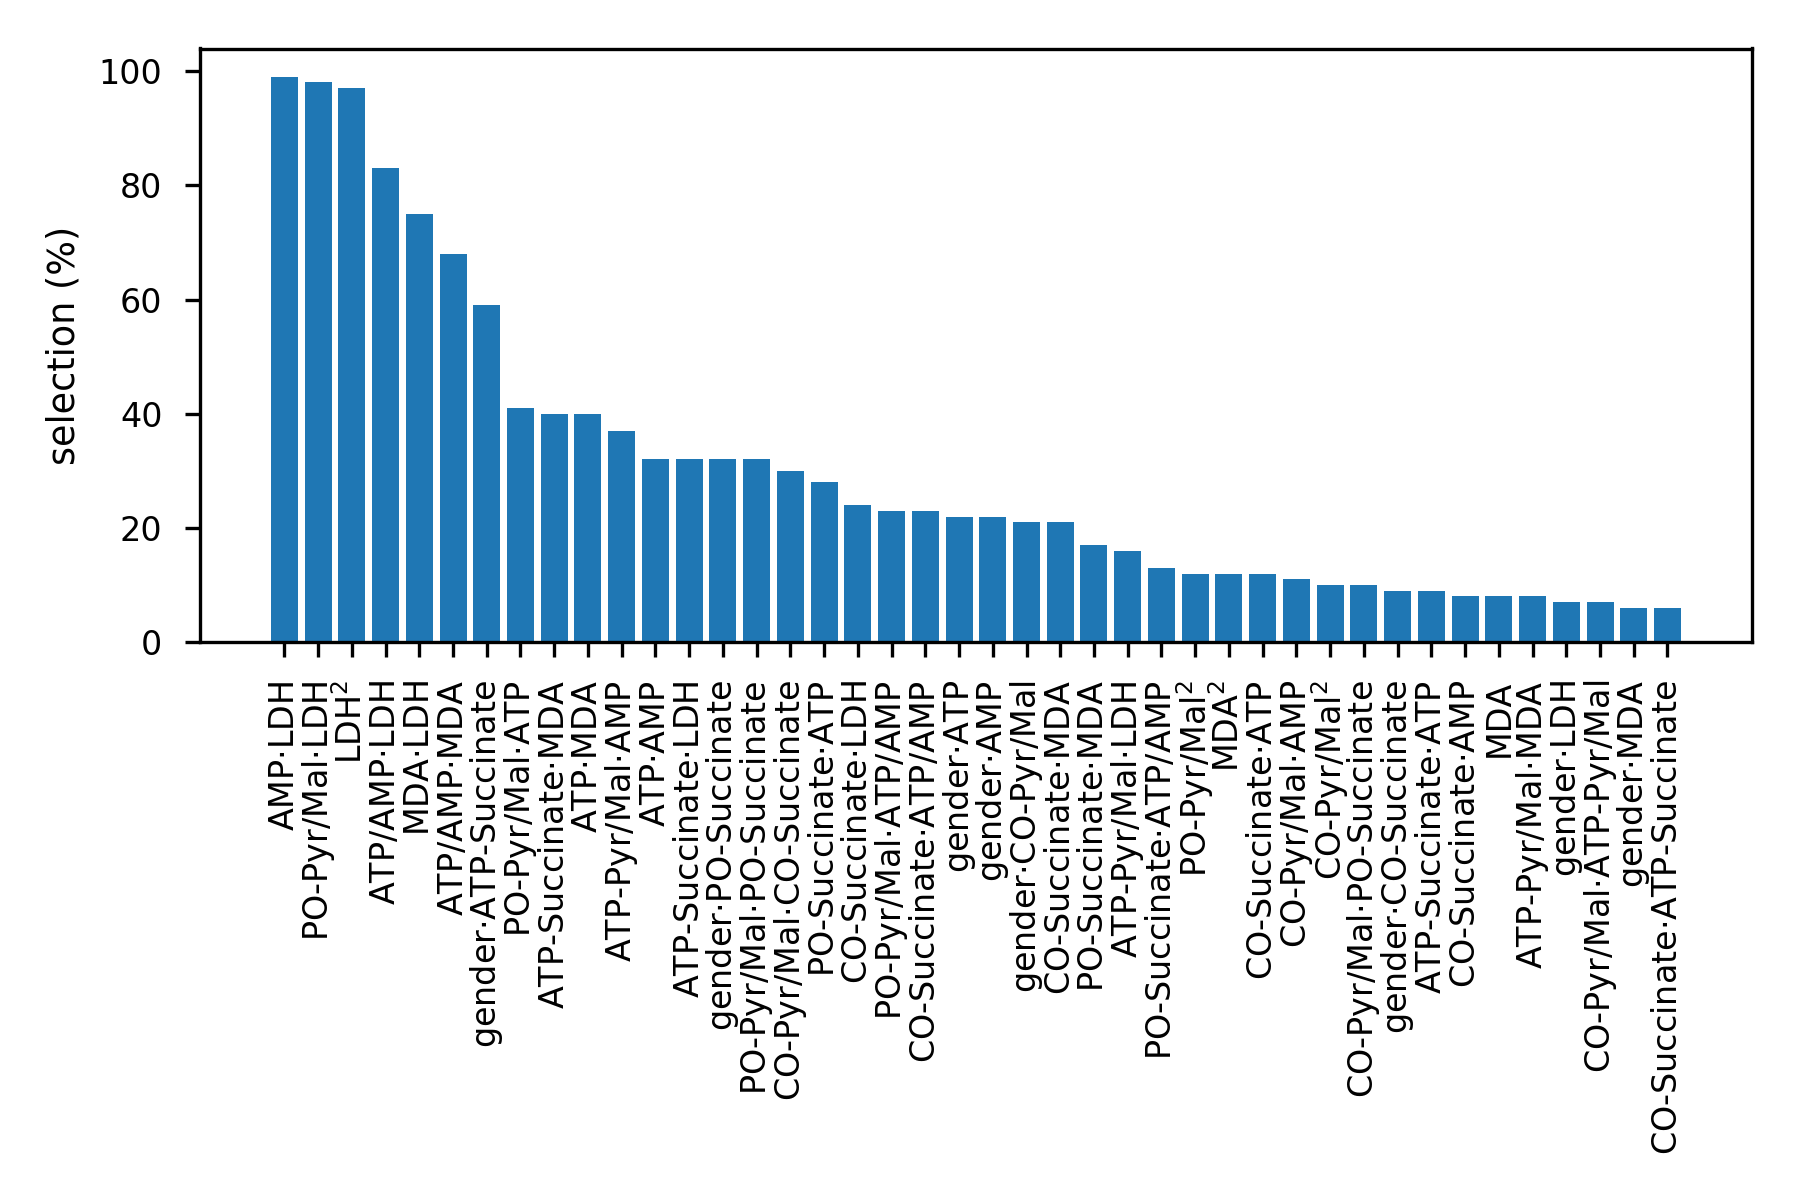 selection (%)
100
80
60
40
20
0
AMP·LDH
PO-Pyr/Mal·LDH
LDH²
ATP/AMP·LDH
MDA·LDH
ATP/AMP·MDA
gender·ATP-Succinate
PO-Pyr/Mal·ATP
ATP-Succinate·MDA
ATP·MDA
ATP-Pyr/Mal·AMP
ATP·AMP
ATP-Succinate·LDH
gender·PO-Succinate
PO-Pyr/Mal·PO-Succinate
CO-Pyr/Mal·CO-Succinate
PO-Succinate·ATP
CO-Succinate·LDH
PO-Pyr/Mal·ATP/AMP
CO-Succinate·ATP/AMP
gender·ATP
gender·AMP
gender·CO-Pyr/Mal
CO-Succinate·MDA
PO-Succinate·MDA
ATP-Pyr/Mal·LDH
PO-Succinate·ATP/AMP
PO-Pyr/Mal²
MDA²
CO-Succinate·ATP
CO-Pyr/Mal·AMP
CO-Pyr/Mal²
CO-Pyr/Mal·PO-Succinate
gender·CO-Succinate
ATP-Succinate·ATP
CO-Succinate·AMP
MDA
ATP-Pyr/Mal·MDA
gender·LDH
CO-Pyr/Mal·ATP-Pyr/Mal
gender·MDA
CO-Succinate·ATP-Succinate